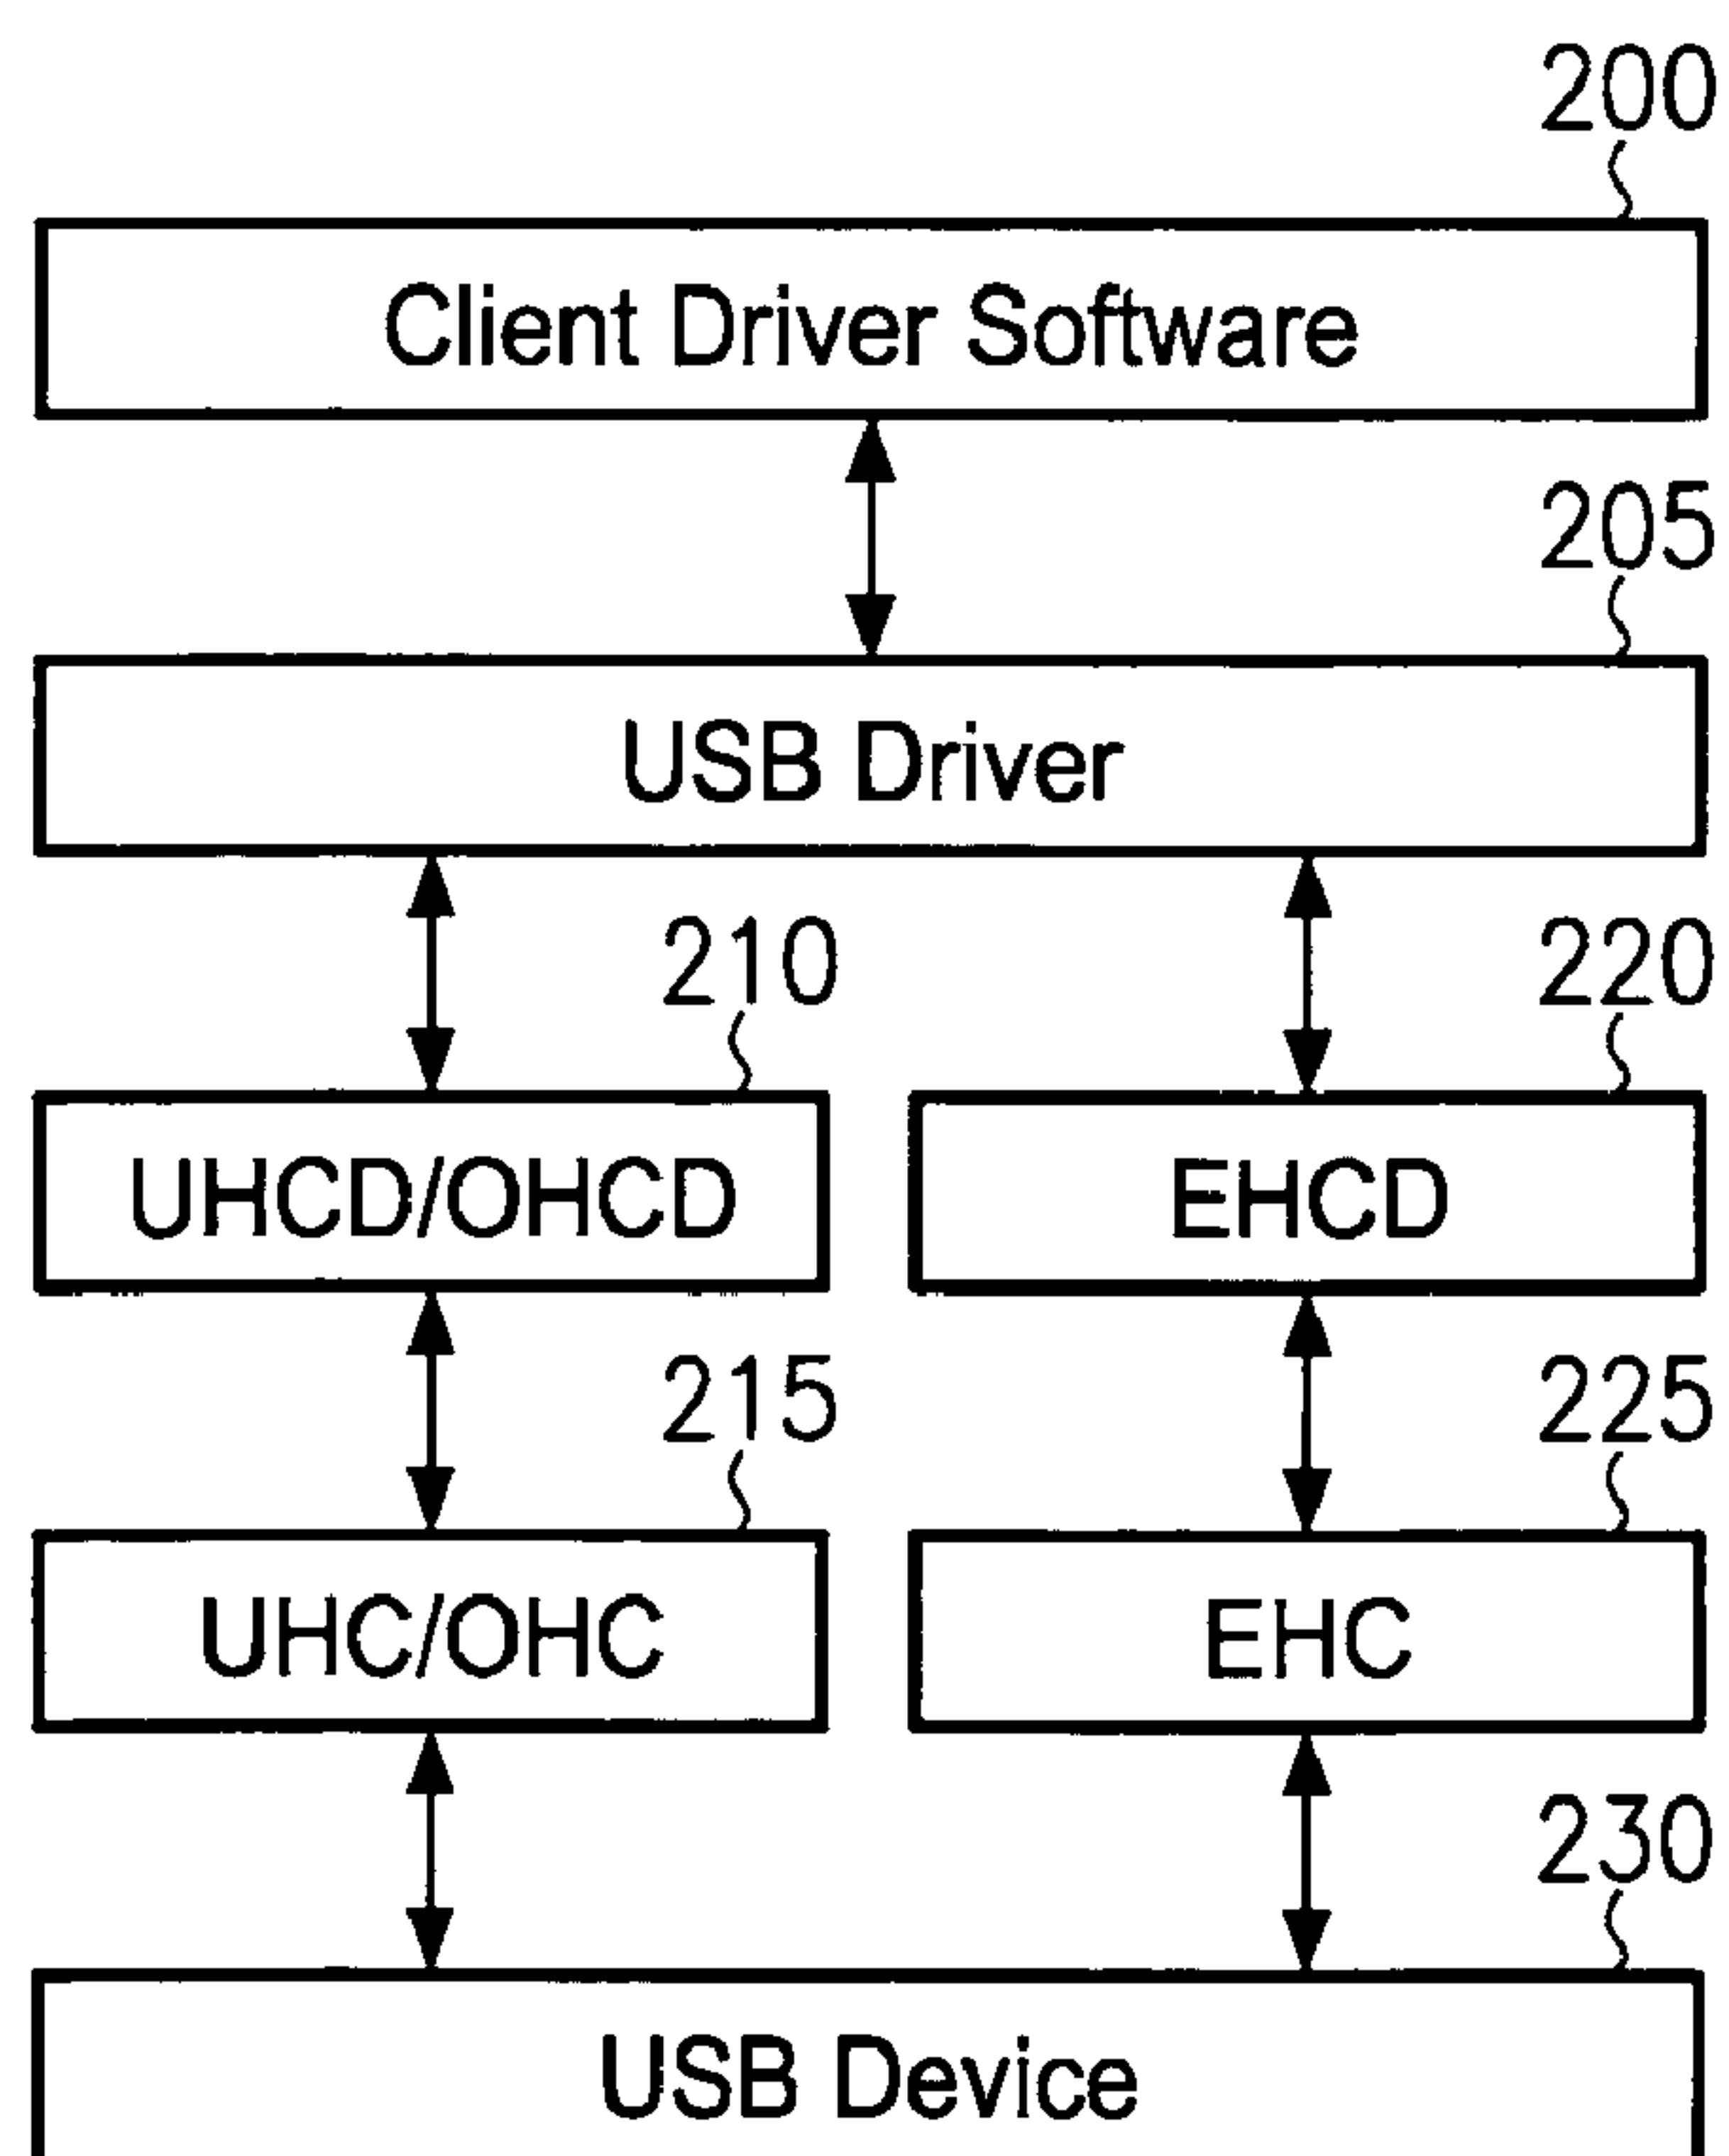 200
Client Driver Software
205
USB Driver
210
220
UHCD/OHCD
EHCD
215
225
UHC/OHC
EHC
230
USB Device